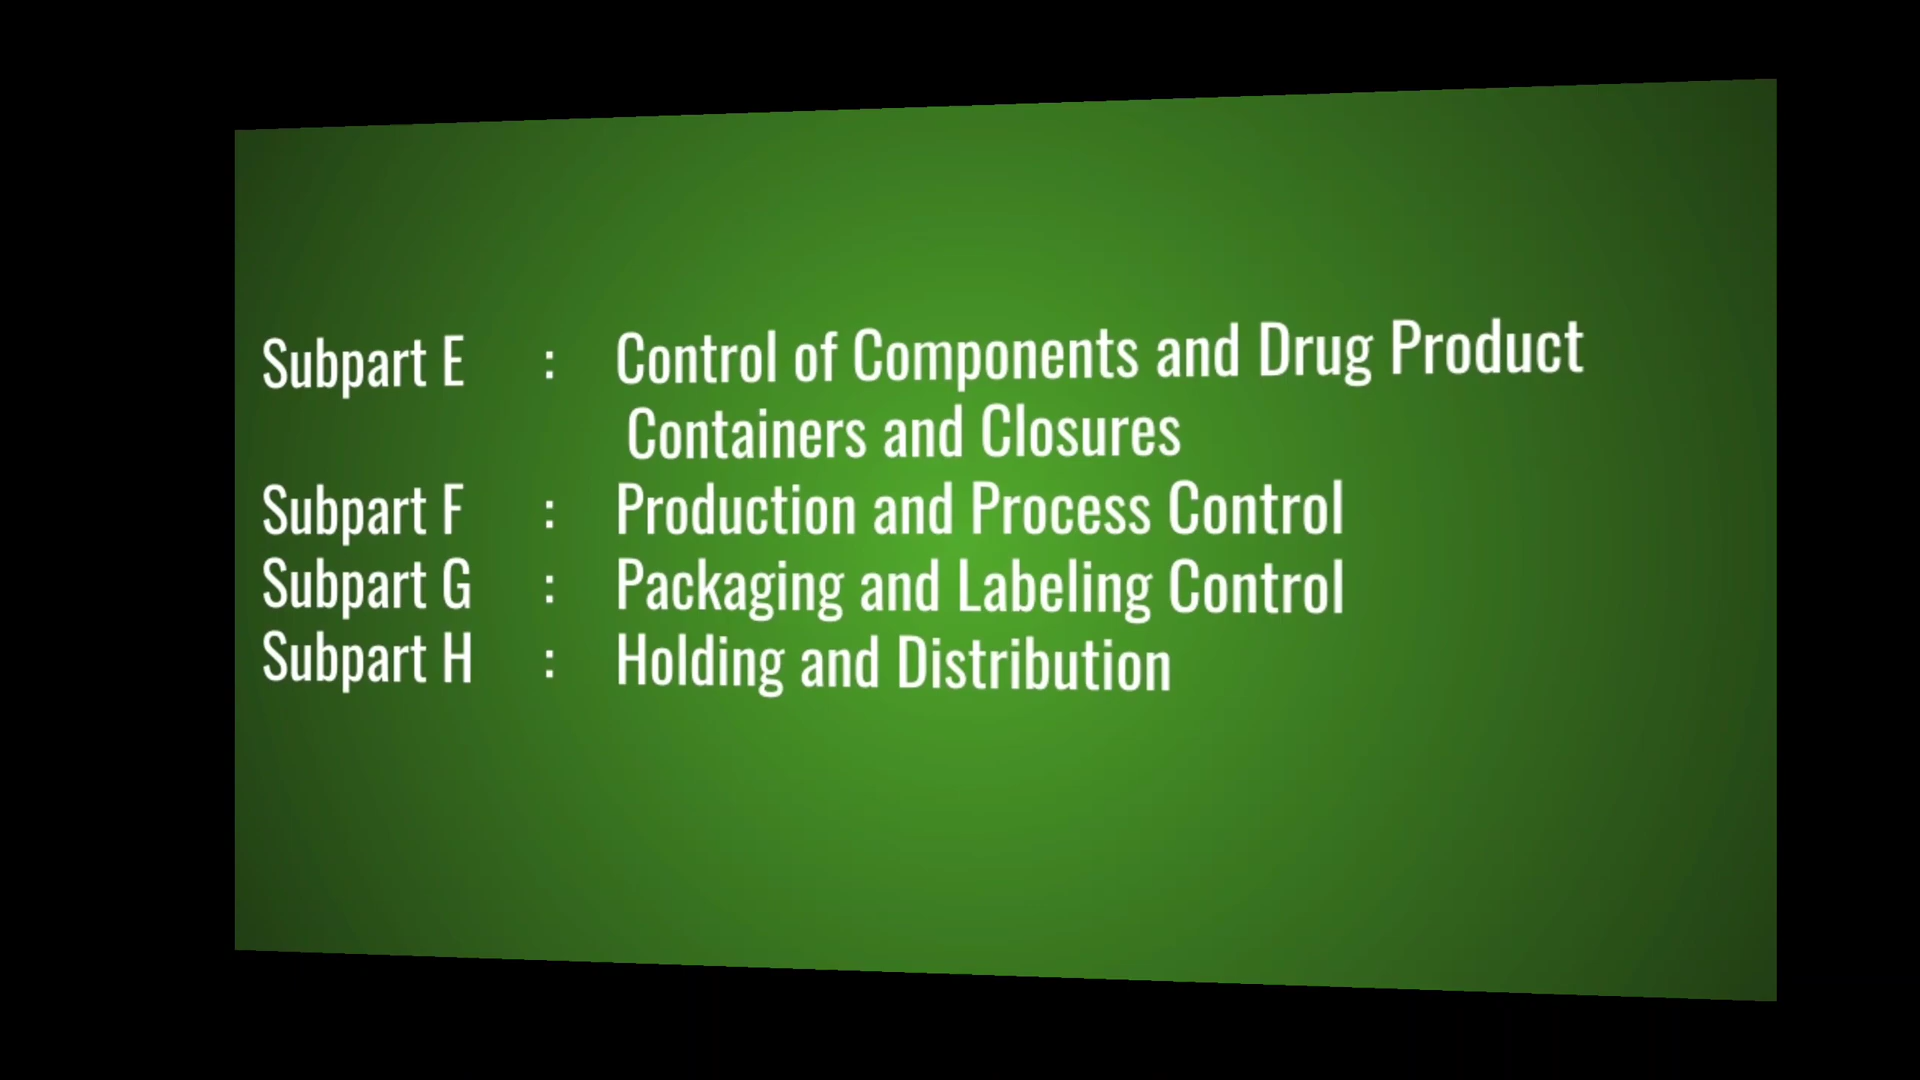 Subpart E : Control of Components and Drug Product
Containers and Closures
Subpart F : Production and Process Control
Subpart G : Packaging and Labeling Control
Subpart H : Holding and Distribution